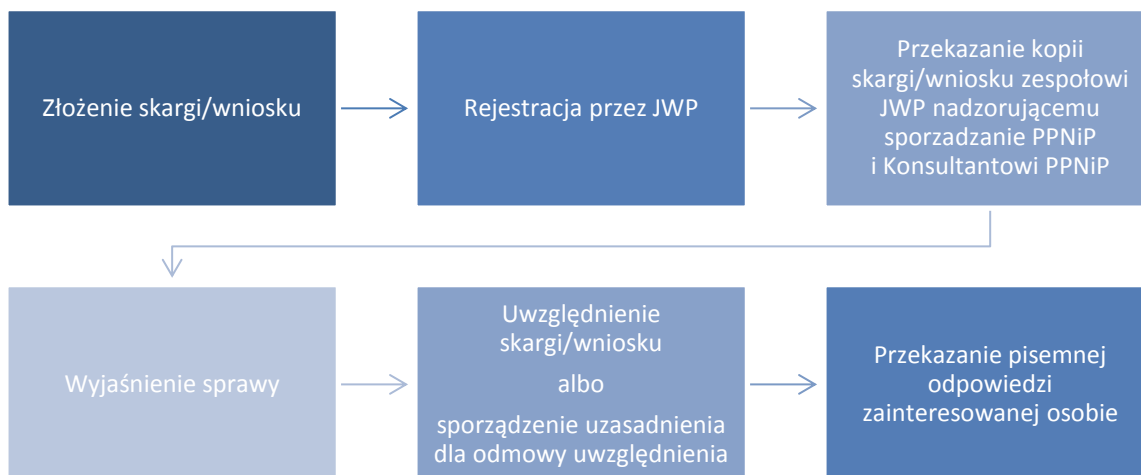 Złożenie skargi/wniosku
Rejestracja przez JWP
Przekazanie kopii
skargi/wniosku zespołowi
JWP nadzorującemu
sporzadzanie PPNiP
i Konsultantowi PPNiP
Wyjaśnienie sprawy
Uwzględnienie
skargi/wniosku
albo
sporządzenie uzasadnienia
dla odmowy uwzględnienia
Przekazanie pisemnej
odpowiedzi
zainteresowanej osobie